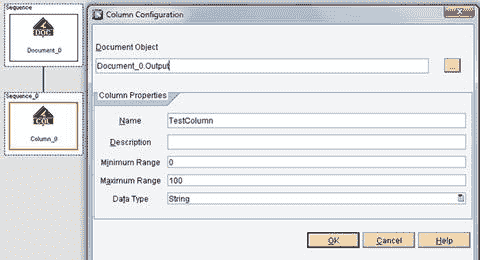 Sequence
DOC
Document_0
Sequence_0
COL
Column_0
Column Configuration
Document Object
Document_0.Output
...
Column Properties
Name
TestColumn
Description
Minimum Range
0
Maximum Range
100
Data Type
String
OK
Cancel
Help